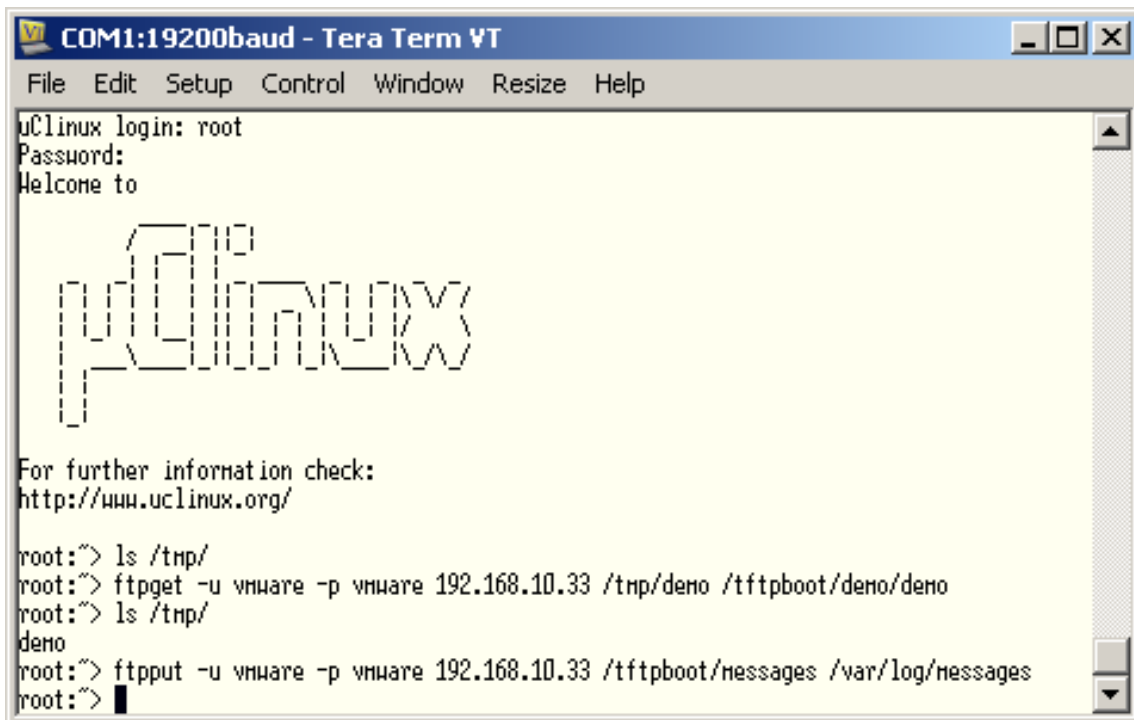 COM1:19200baud - Tera Term VT
File Edit Setup Control Window Resize Help
uClinux login: root
Password:
Welcome to
µClinux
For further information check:
http://www.uclinux.org/
root:~> ls /tmp/
root:~> ftpget -u vmware -p vmware 192.168.10.33 /tmp/demo /tftpboot/demo/demo
root:~> ls /tmp/
demo
root:~> ftpput -u vmware -p vmware 192.168.10.33 /tftpboot/messages /var/log/messages
root:~>